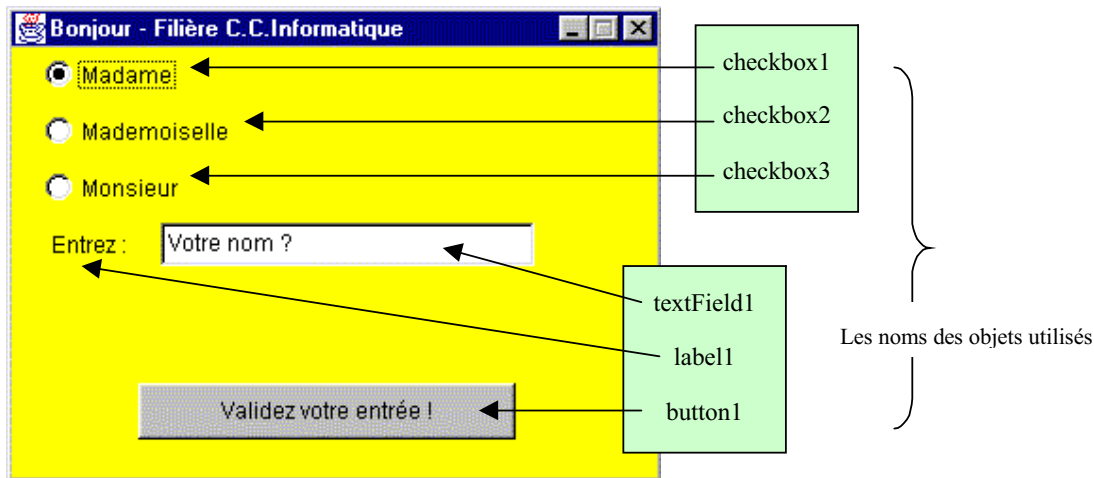 Bonjour - Filière C.C.Informatique
Madame
checkbox1
Mademoiselle
checkbox2
Monsieur
checkbox3
Entrez :
Votre nom ?
textField1
label1
Les noms des objets utilisés
Validez votre entrée !
button1